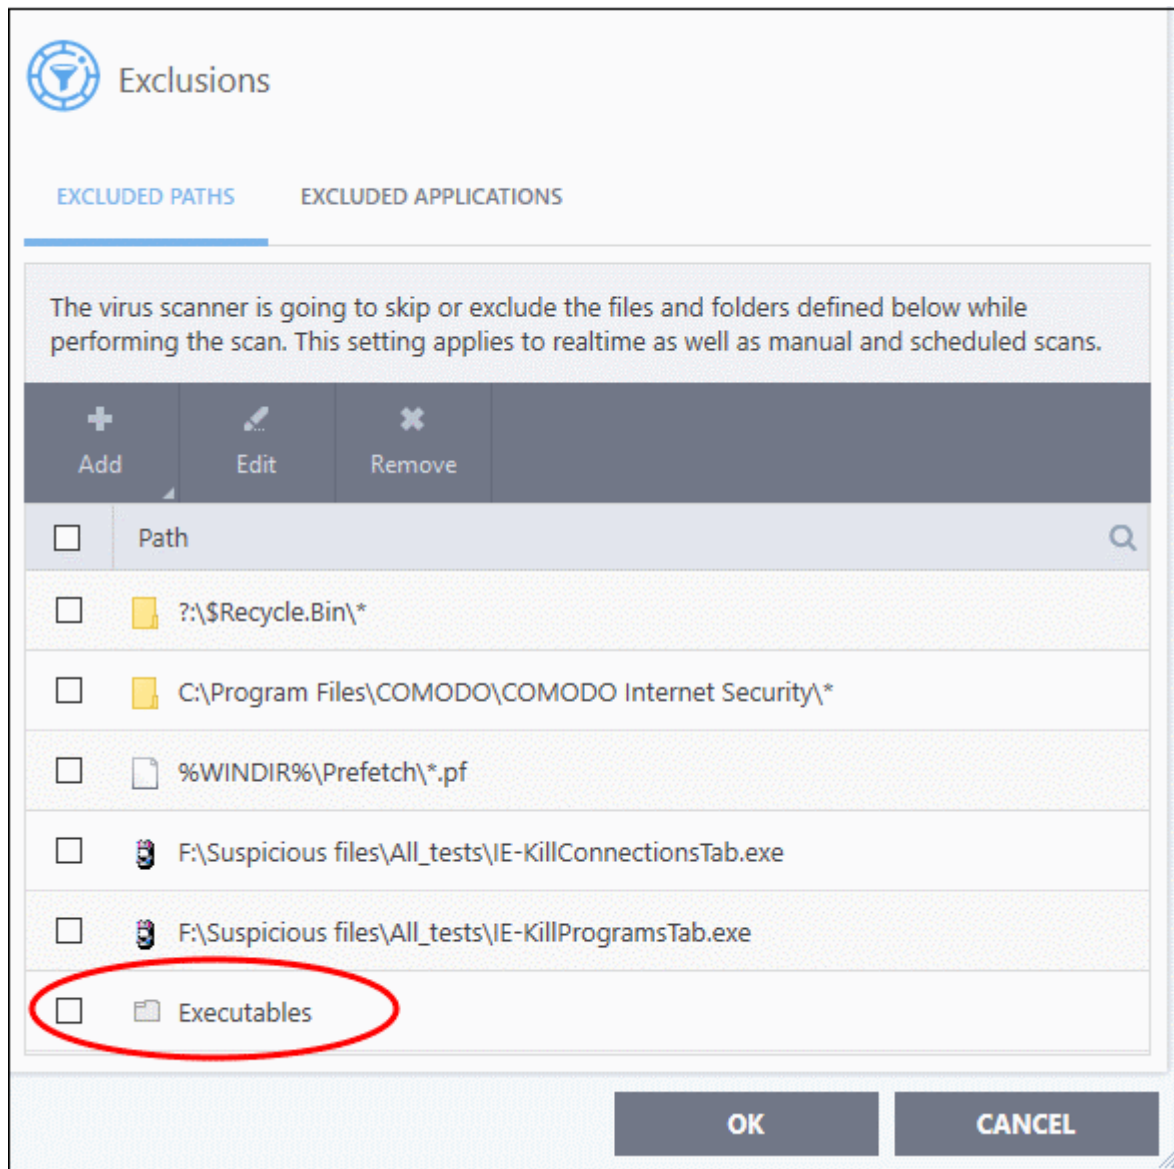 Exclusions
EXCLUDED PATHS EXCLUDED APPLICATIONS
The virus scanner is going to skip or exclude the files and folders defined below while
performing the scan. This setting applies to realtime as well as manual and scheduled scans.
Add Edit Remove
Path
?:\$Recycle.Bin\*
C:\Program Files\COMODO\COMODO Internet Security\*
%WINDIR%\Prefetch\*.pf
F:\Suspicious files\All_tests\IE-KillConnectionsTab.exe
F:\Suspicious files\All_tests\IE-KillProgramsTab.exe
Executables
OK CANCEL